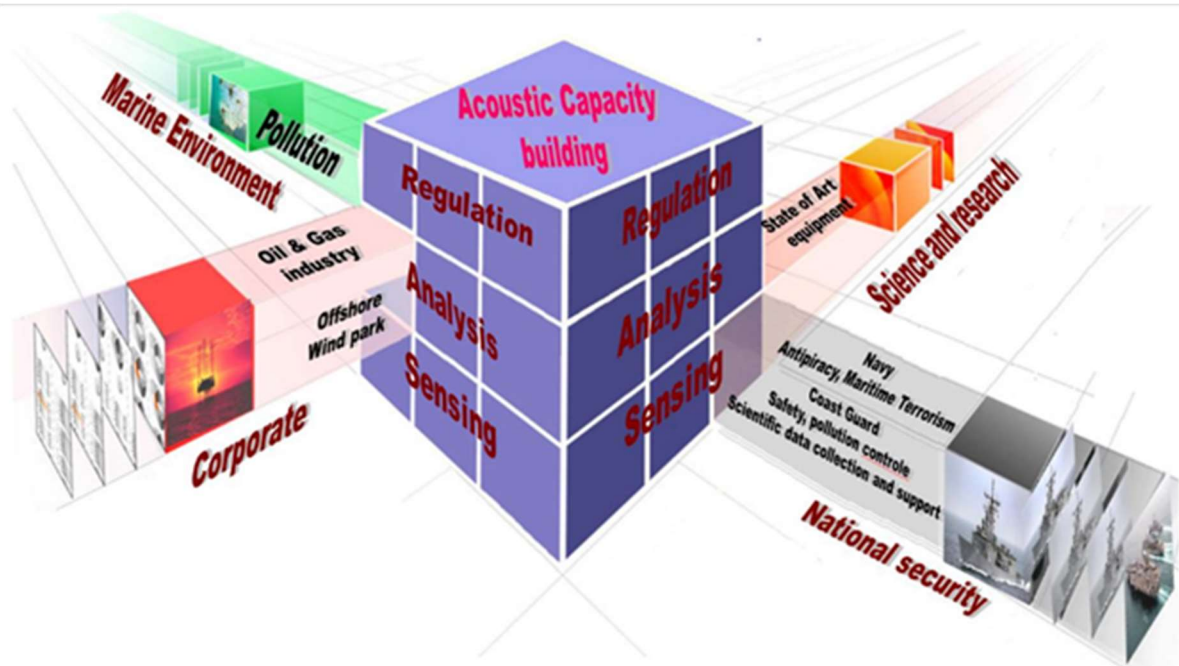 Acoustic Capacity
building
Regulation
Regulation
Analysis
Analysis
Sensing
Sensing
Marine Environment
Pollution
Oil & Gas
industry
Offshore
Wind park
Corporate
State of Art
equipment
Science and research
Navy
Antipiracy, Maritime Terrorism
Coast Guard
Safety, pollution controle
Scientific data collection and support
National security